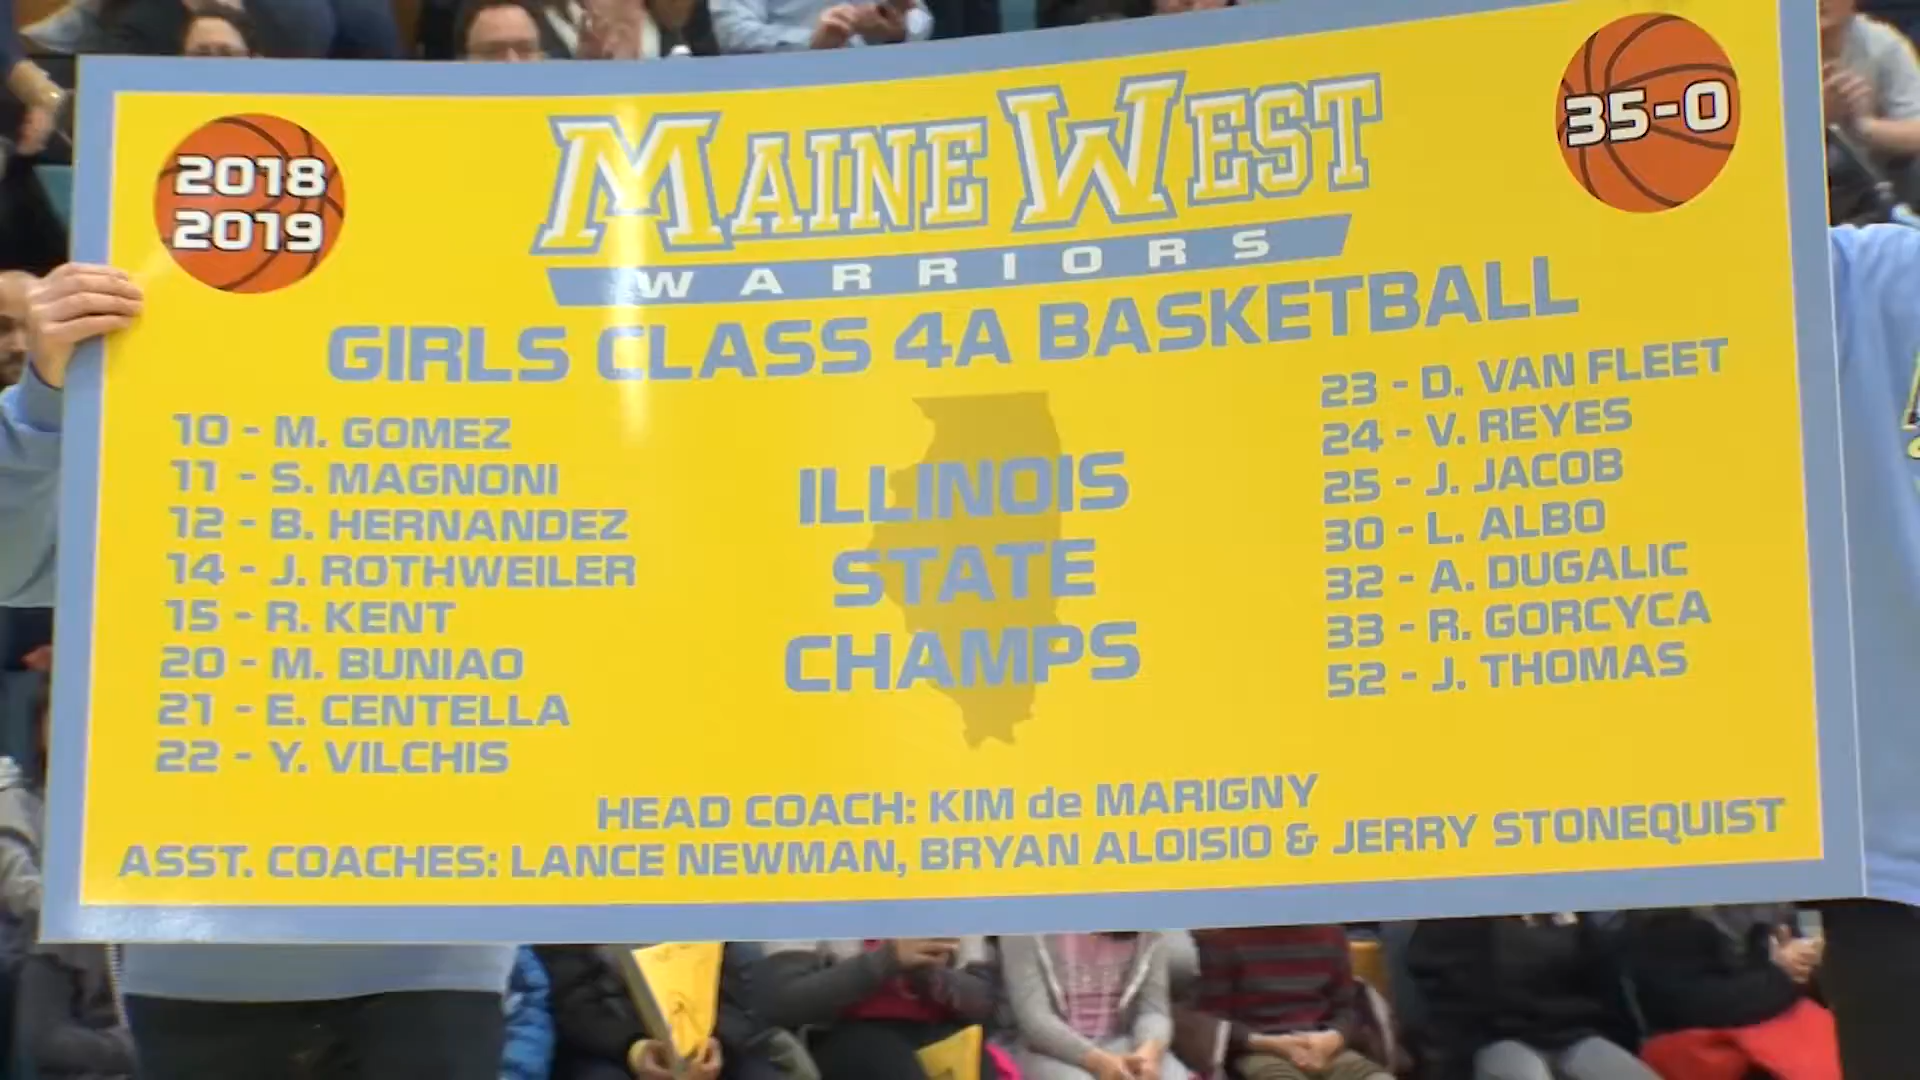 2018
2019
MAINE WEST
35-0
WARRIORS
GIRLS CLASS 4A BASKETBALL
10 - M. GOMEZ
11 - S. MAGNONI
12 - B. HERNANDEZ
14 - J. ROTHWEILER
15 - R. KENT
20 - M. BUNIAO
21 - E. CENTELLA
22 - Y. VILCHIS
ILLINOIS
STATE
CHAMPS
23 - D. VAN FLEET
24 - V. REYES
25 - J. JACOB
30 - L. ALBO
32 - A. DUGALIC
33 - R. GORCYCA
52 - J. THOMAS
HEAD COACH: KIM de MARIGNY
ASST. COACHES: LANCE NEWMAN, BRYAN ALOISIO & JERRY STONEQUIST